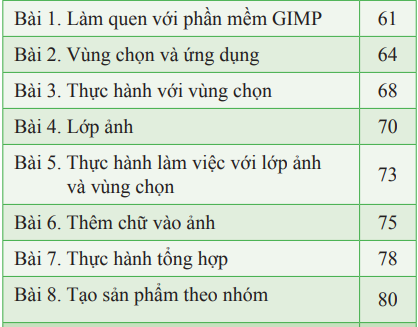 Bài 1. Làm quen với phần mềm GIMP 61
Bài 2. Vùng chọn và ứng dụng 64
Bài 3. Thực hành với vùng chọn 68
Bài 4. Lớp ảnh 70
Bài 5. Thực hành làm việc với lớp ảnh
và vùng chọn 73
Bài 6. Thêm chữ vào ảnh 75
Bài 7. Thực hành tổng hợp 78
Bài 8. Tạo sản phẩm theo nhóm 80